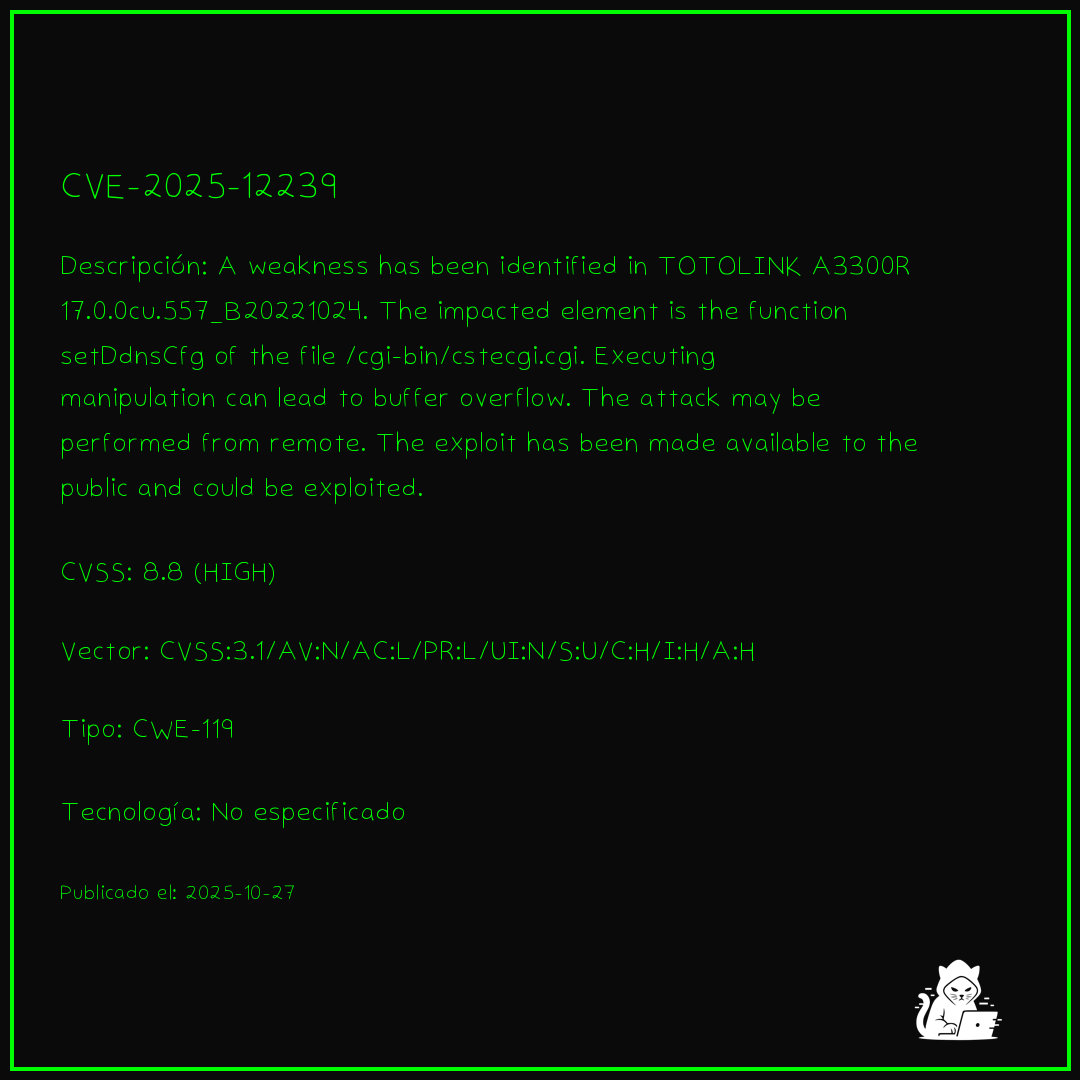 CVE-2025-12239
Descripción: A weakness has been identified in TOTOLINK A3300R
17.0.0cu.557_B20221024. The impacted element is the function
setDdnsCfg of the file /cgi-bin/cstecgi.cgi. Executing
manipulation can lead to buffer overflow. The attack may be
performed from remote. The exploit has been made available to the
public and could be exploited.
CVSS: 8.8 (HIGH)
Vector: CVSS:3.1/AV:N/AC:L/PR:L/UI:N/S:U/C:H/I:H/A:H
Tipo: CWE-119
Tecnología: No especificado
Publicado el: 2025-10-27